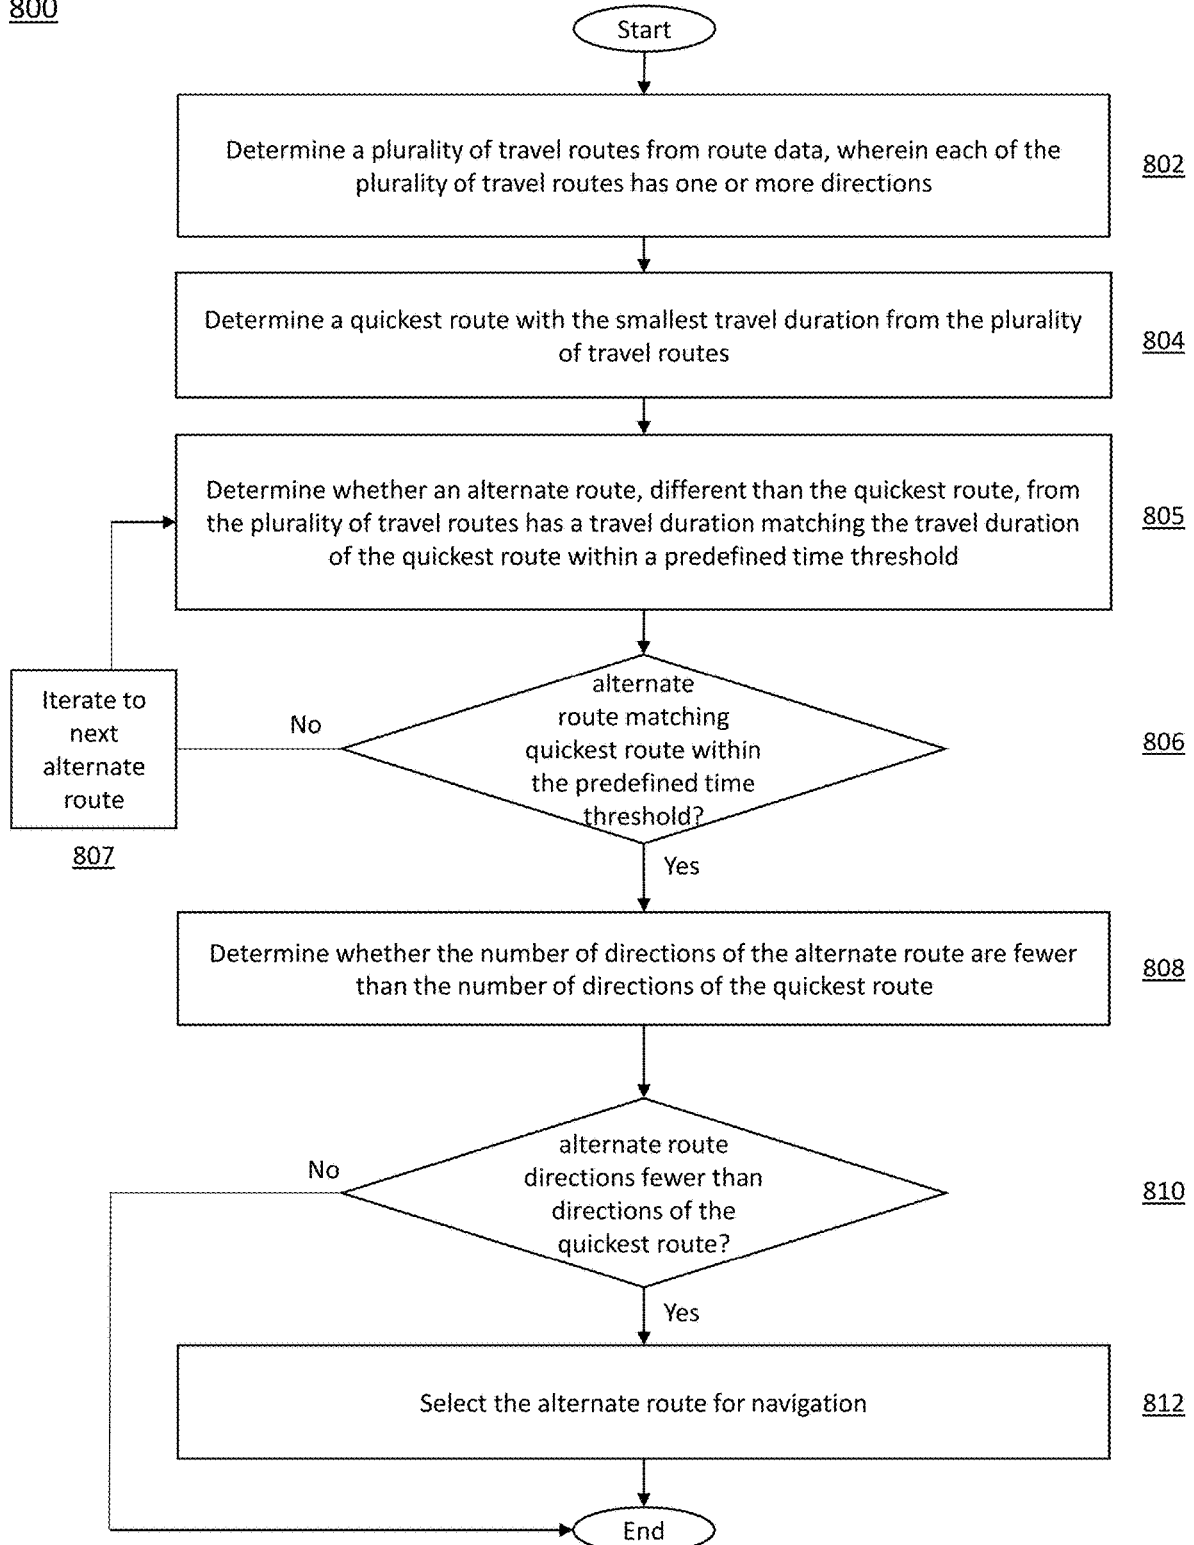 800
Start
Determine a plurality of travel routes from route data, wherein each of the
plurality of travel routes has one or more directions
802
Determine a quickest route with the smallest travel duration from the plurality
of travel routes
804
Determine whether an alternate route, different than the quickest route, from
the plurality of travel routes has a travel duration matching the travel duration
of the quickest route within a predefined time threshold
805
Iterate to
next
alternate
route
807
No
alternate
route matching
quickest route within
the predefined time
threshold?
806
Yes
Determine whether the number of directions of the alternate route are fewer
than the number of directions of the quickest route
808
No
alternate route
directions fewer than
directions of the
quickest route?
810
Yes
Select the alternate route for navigation
812
End